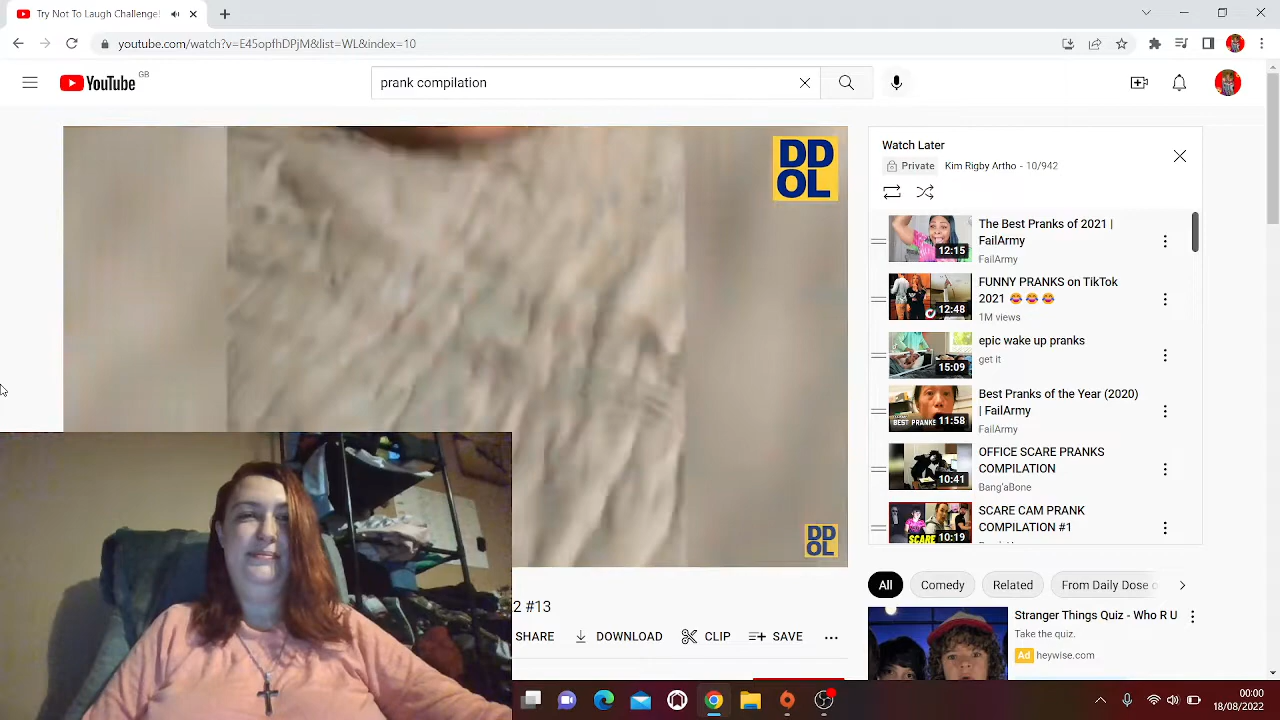 Try Not To Laugh Challenge!
youtube.com/watch?v=E45opfhDPjM&list=WL&index=10
YouTube GB
prank compilation
DD
OL
DD
OL
2 #13
SHARE DOWNLOAD CLIP SAVE
Watch Later
Private Kim Rigby Artho - 10/942
The Best Pranks of 2021 |
FailArmy
FailArmy
12:15
FUNNY PRANKS on TikTok
2021 😂😂😂
1M views
12:48
epic wake up pranks
get it
15:09
Best Pranks of the Year (2020)
| FailArmy
FailArmy
BEST PRANKS
11:58
OFFICE SCARE PRANKS
COMPILATION
Bang'aBone
10:41
SCARE CAM PRANK
COMPILATION #1
SCARE
10:19
All Comedy Related From Daily Dose
Stranger Things Quiz - Who R U
Take the quiz.
Ad heywise.com
00:00
18/08/2022